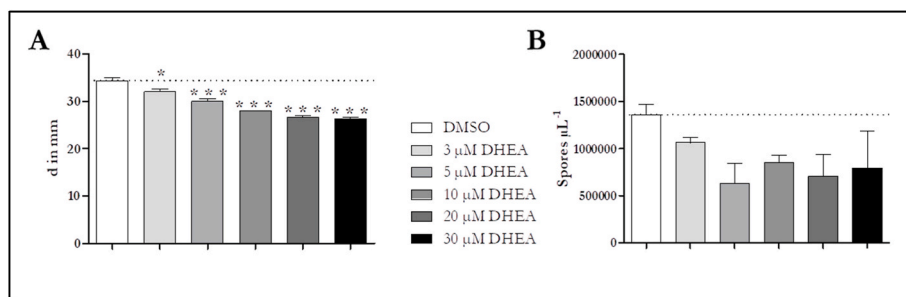 A
d in mm
40
30
20
10
0
*
* * *
* * *
* * *
* * *
DMSO
3 µM DHEA
5 µM DHEA
10 µM DHEA
20 µM DHEA
30 µM DHEA
B
Spores µL⁻¹
2000000
1500000
1000000
500000
0